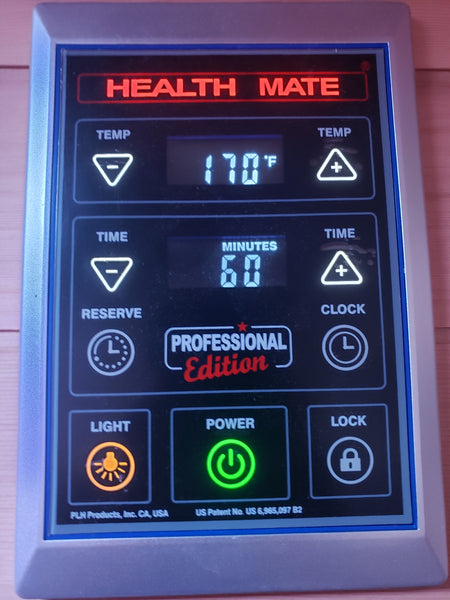 HEALTH MATE ®
TEMP TEMP
- 170°F +
TIME TIME
MINUTES
- 60 +
RESERVE CLOCK
PROFESSIONAL
Edition
LIGHT POWER LOCK
PLH Products, Inc. CA, USA US Patent No. US 6,965,097 B2